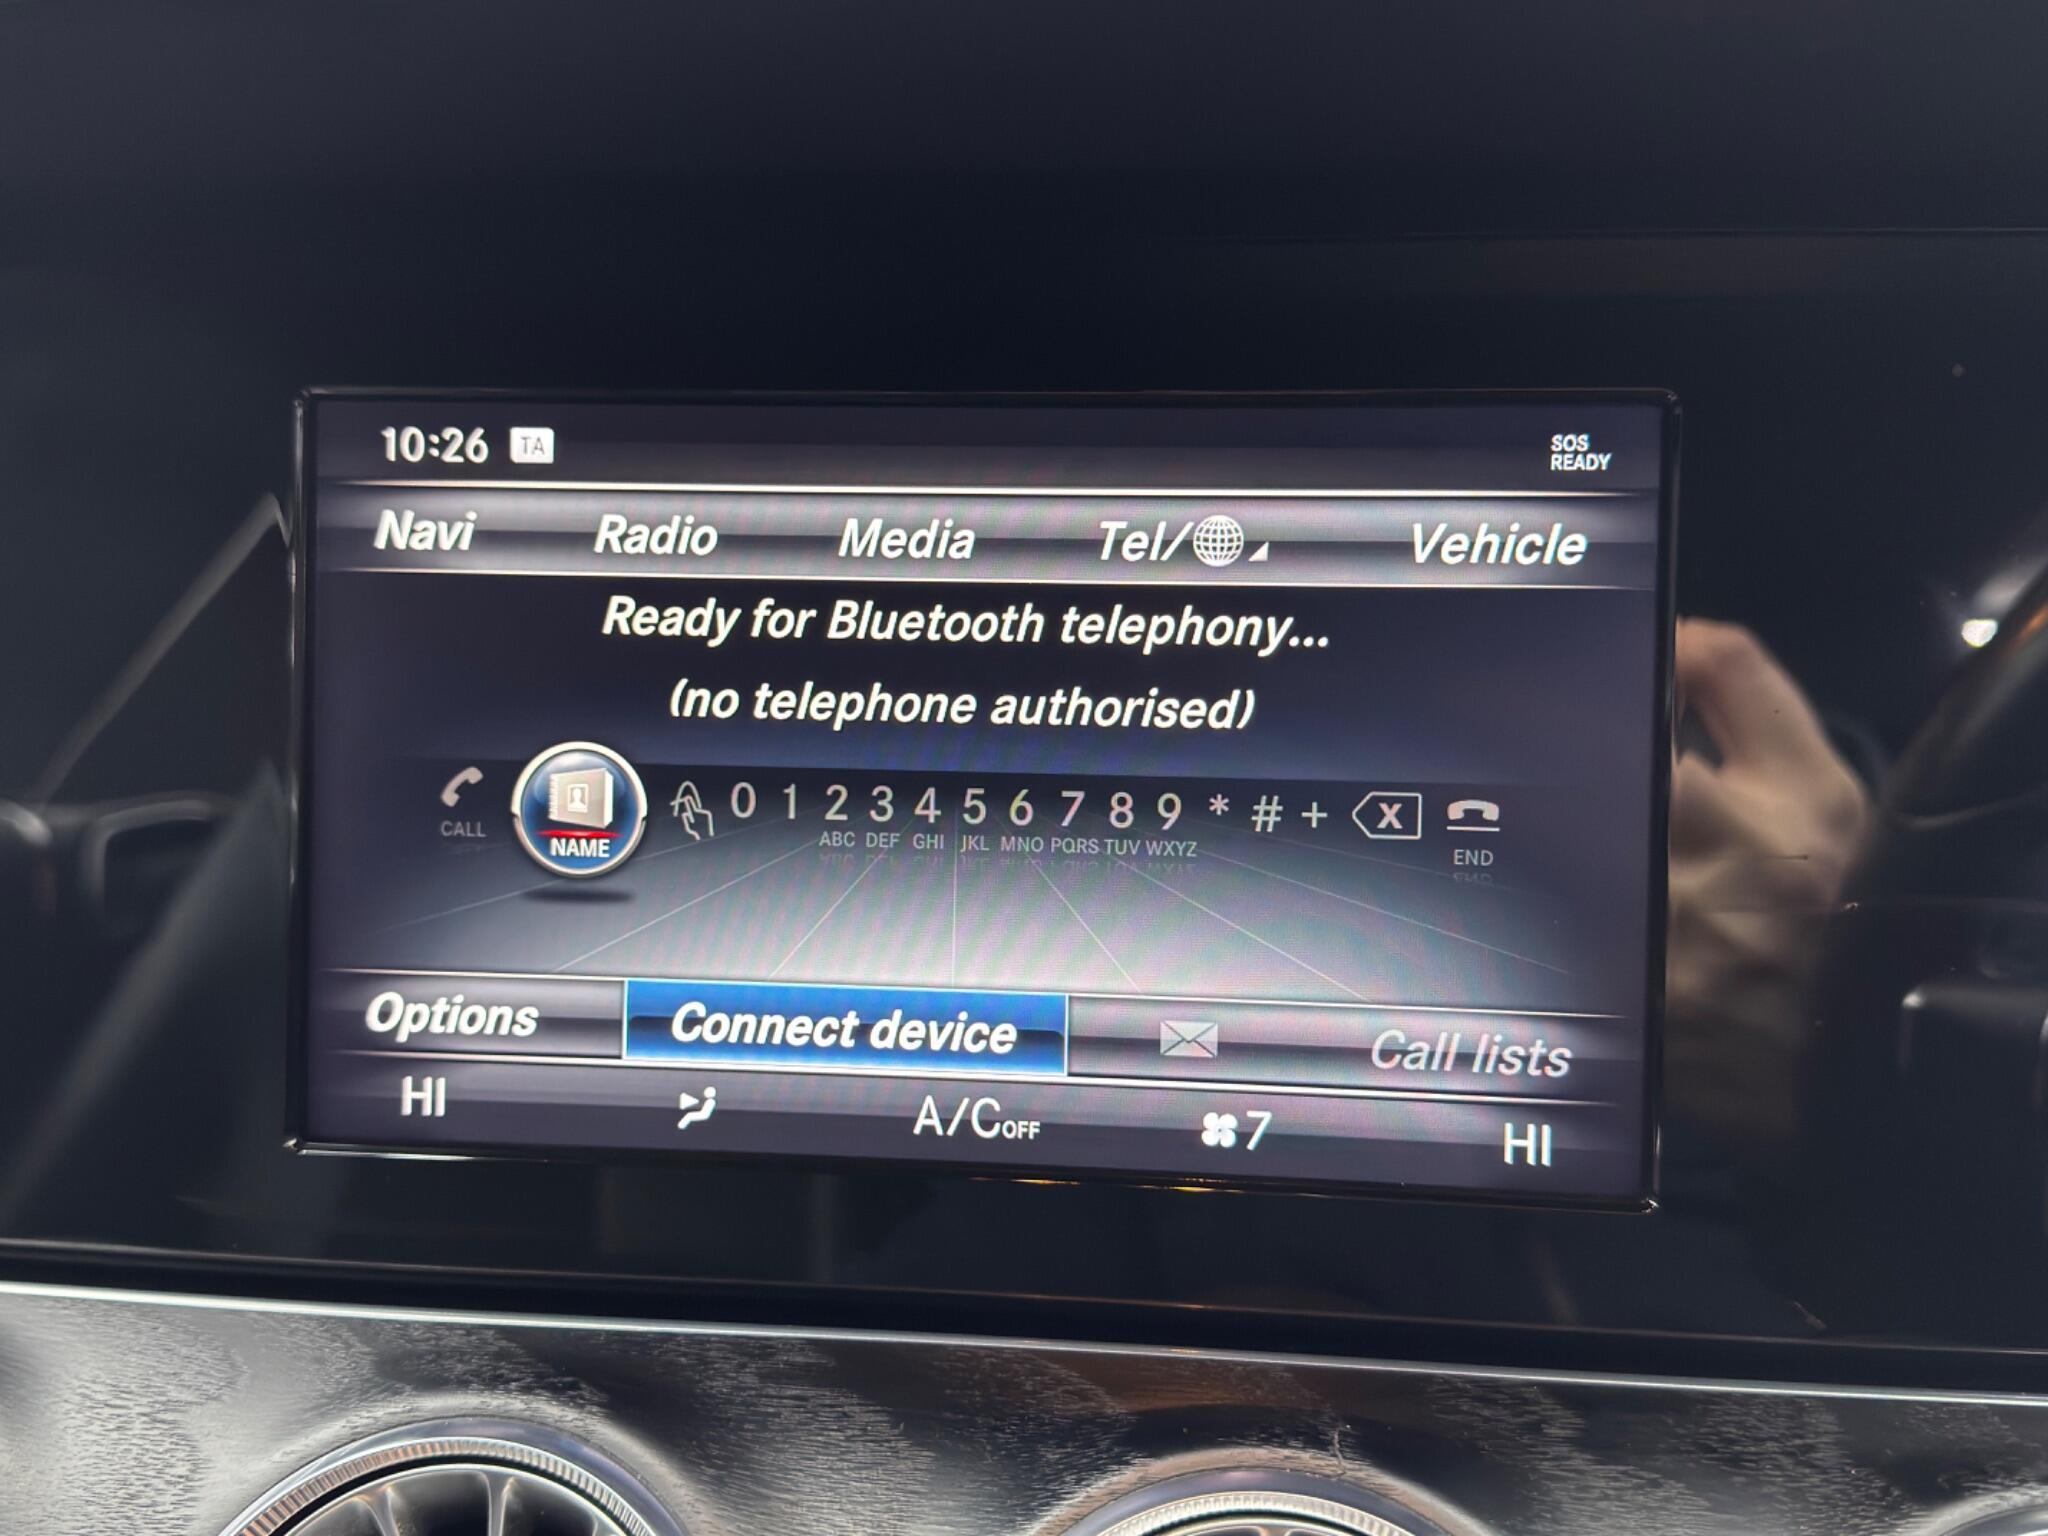 10:26 TA SOS
READY
Navi Radio Media Tel/ Vehicle
Ready for Bluetooth telephony...
(no telephone authorised)
CALL NAME 0 1 2 3 4 5 6 7 8 9 * # + X END
ABC DEF GHI JKL MNO PQRS TUV WXYZ
Options Connect device Call lists
HI A/C OFF 7 HI